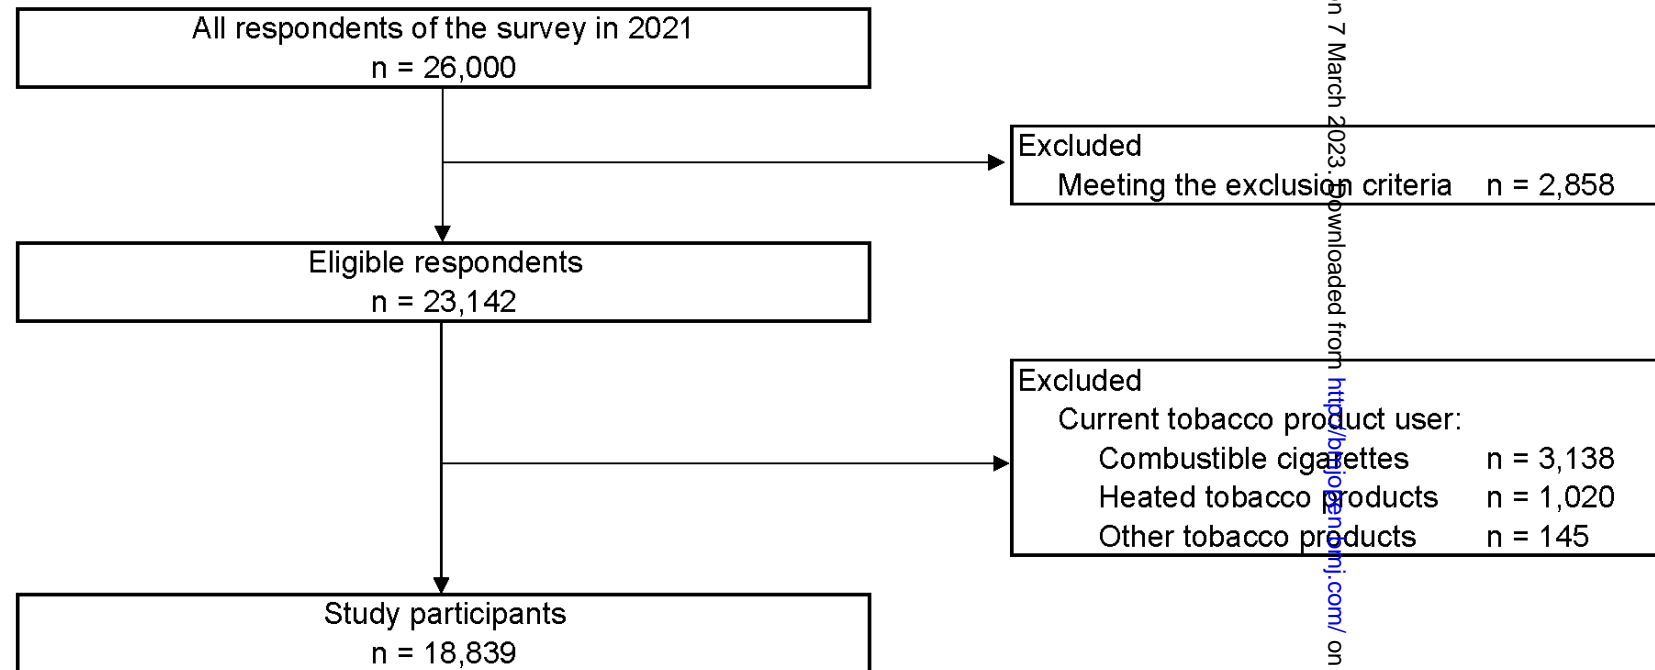 All respondents of the survey in 2021
n = 26,000
Excluded
Meeting the exclusion criteria n = 2,858
Eligible respondents
n = 23,142
Excluded
Current tobacco product user:
Combustible cigarettes n = 3,138
Heated tobacco products n = 1,020
Other tobacco products n = 145
Study participants
n = 18,839
n 7 March 2023. Downloaded from http://bmjopen.bmj.com/ on